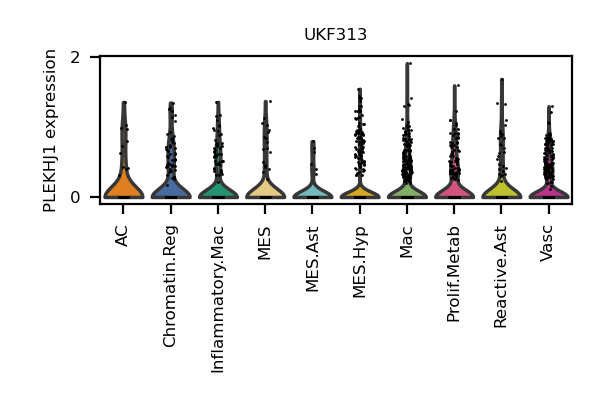 UKF313
PLEKHJ1 expression
2
0
AC
Chromatin.Reg
Inflammatory.Mac
MES
MES.Ast
MES.Hyp
Mac
Prolif.Metab
Reactive.Ast
Vasc